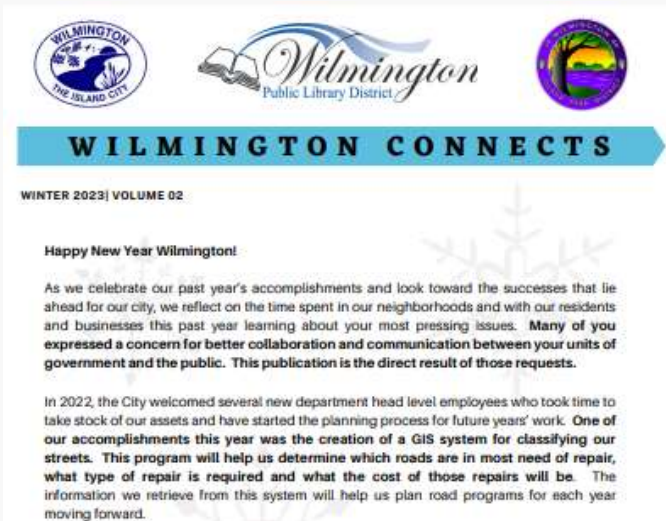 WILMINGTON
THE ISLAND CITY
Wilmington
Public Library District
WILMINGTON
WILMINGTON CONNECTS
WINTER 2023| VOLUME 02
Happy New Year Wilmington!
As we celebrate our past year's accomplishments and look toward the successes that lie
ahead for our city, we reflect on the time spent in our neighborhoods and with our residents
and businesses this past year learning about your most pressing issues. Many of you
expressed a concern for better collaboration and communication between your units of
government and the public. This publication is the direct result of those requests.
In 2022, the City welcomed several new department head level employees who took time to
take stock of our assets and have started the planning process for future years' work. One of
our accomplishments this year was the creation of a GIS system for classifying our
streets. This program will help us determine which roads are in most need of repair,
what type of repair is required and what the cost of those repairs will be. The
information we retrieve from this system will help us plan road programs for each year
moving forward.